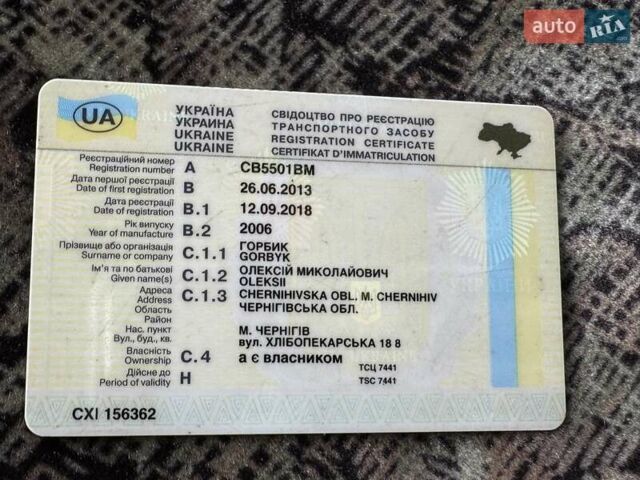 auto RIA .com
UA
УКРАЇНА
УКРАИНА
UKRAINE
UKRAINE
СВІДОЦТВО ПРО РЕЄСТРАЦІЮ
ТРАНСПОРТНОГО ЗАСОБУ
REGISTRATION CERTIFICATE
CERTIFIKAT D'IMMATRICULATION
Реєстраційний номер
Registration number A СВ5501ВМ
Дата першої реєстрації
Date of first registration B 26.06.2013
Дата реєстрації
Date of registration B.1 12.09.2018
Рік випуску
Year of manufacture B.2 2006
Прізвище або організація
Surname or company C.1.1 ГОРБИК
GORBYK
Ім'я та по батькові
Given name(s) C.1.2 ОЛЕКСІЙ МИКОЛАЙОВИЧ
OLEKSII
Адреса
Address C.1.3 CHERNIHIVSKA OBL. M. CHERNIHIV
Область ЧЕРНІГІВСЬКА ОБЛ.
Район
Нас. пункт М. ЧЕРНІГІВ
Вул., буд., кв. вул. ХЛІБОПЕКАРСЬКА 18 8
Власність
Ownership C.4 а є власником
Дійсне до ТСЦ 7441
Period of validity H TSC 7441
СХІ 156362